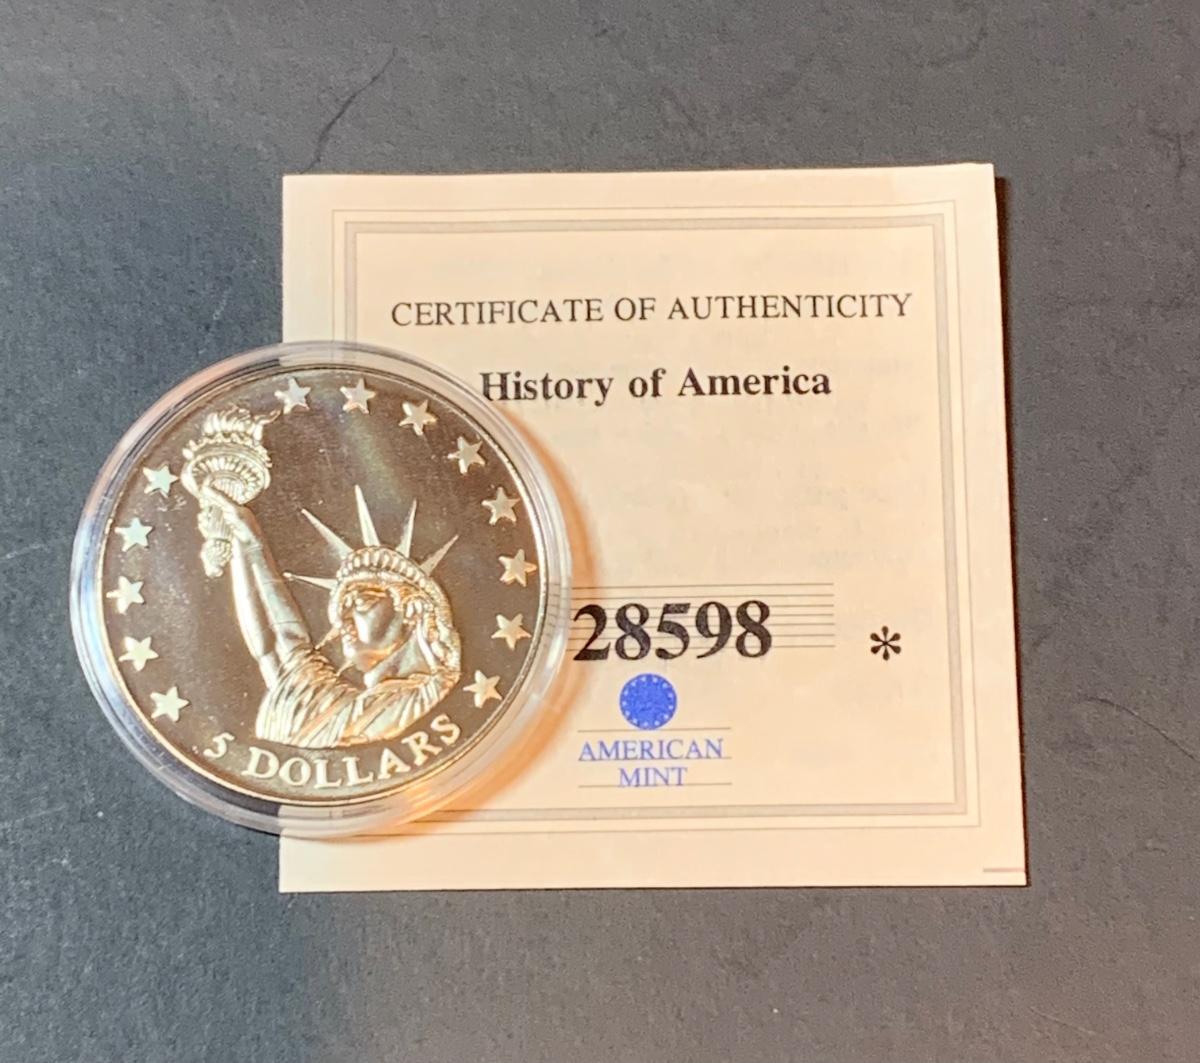 CERTIFICATE OF AUTHENTICITY
History of America
28598 *
AMERICAN
MINT
5 DOLLARS